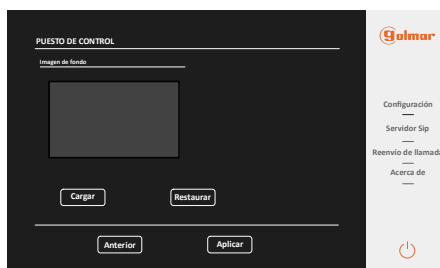 PUESTO DE CONTROL
Imagen de fondo
Cargar
Restaurar
Anterior
Aplicar
golmar
Configuración
Servidor Sip
Reenvío de llamada
Acerca de